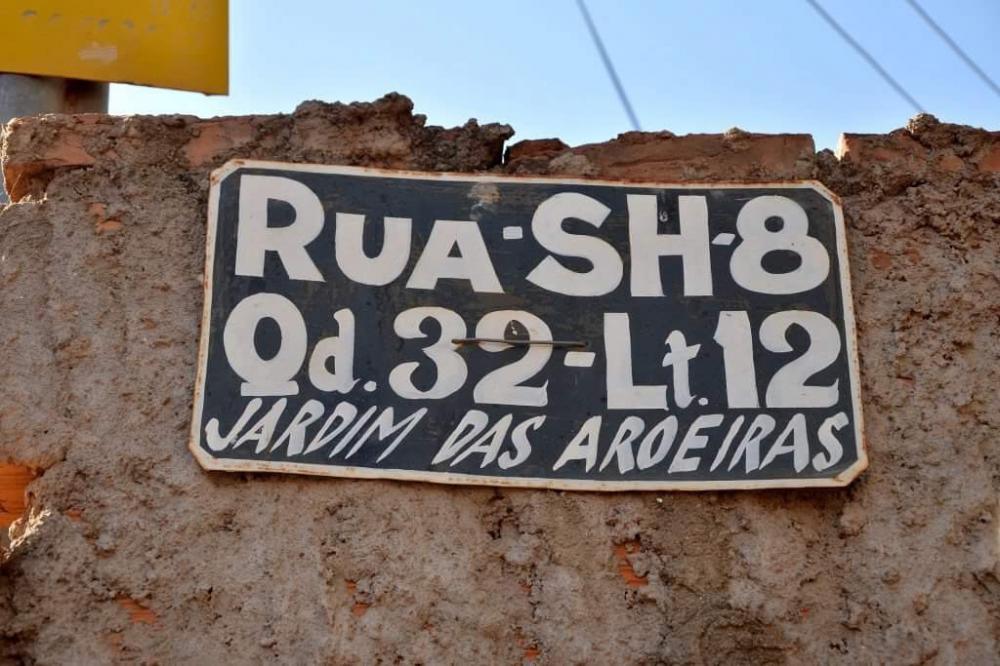 RUA-SH-8
Qd. 32-Lt. 12
JARDIM DAS AROEIRAS